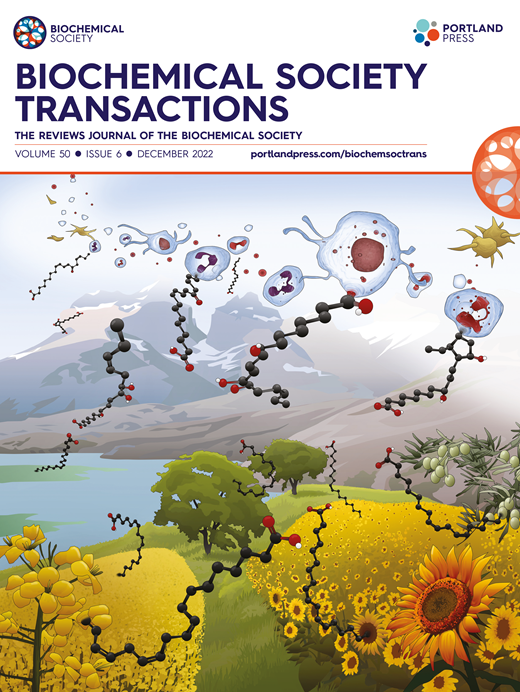 BIOCHEMICAL
SOCIETY
PORTLAND
PRESS
BIOCHEMICAL SOCIETY
TRANSACTIONS
THE REVIEWS JOURNAL OF THE BIOCHEMICAL SOCIETY
VOLUME 50 ● ISSUE 6 ● DECEMBER 2022
portlandpress.com/biochemsoctrans